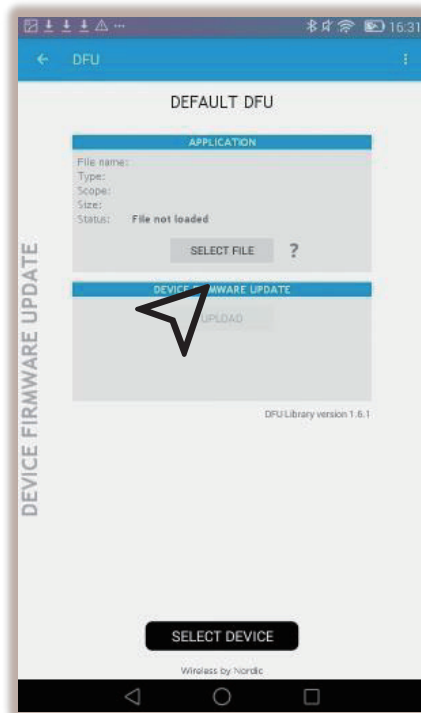 16:31
DFU
DEFAULT DFU
APPLICATION
File name:
Type:
Scope:
Size:
Status: File not loaded
SELECT FILE ?
DEVICE FIRMWARE UPDATE
UPLOAD
DFU Library version 1.6.1
DEVICE FIRMWARE UPDATE
SELECT DEVICE
Wireless by Nordic